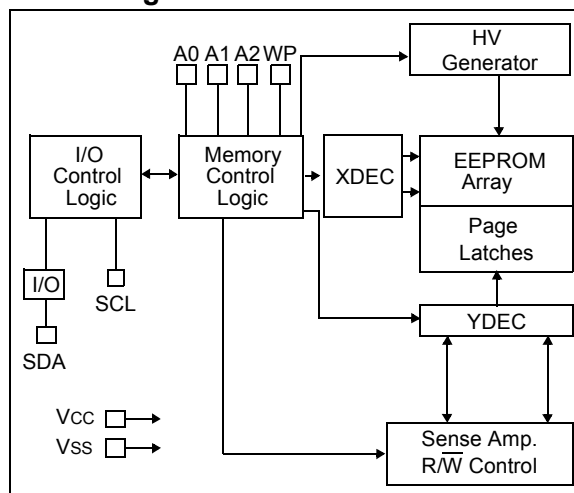 A0 A1 A2 WP
HV
Generator
I/O
Control
Logic
Memory
Control
Logic
XDEC
EEPROM
Array
Page
Latches
I/O
SCL
SDA
YDEC
VCC
VSS
Sense Amp.
R/W̅ Control